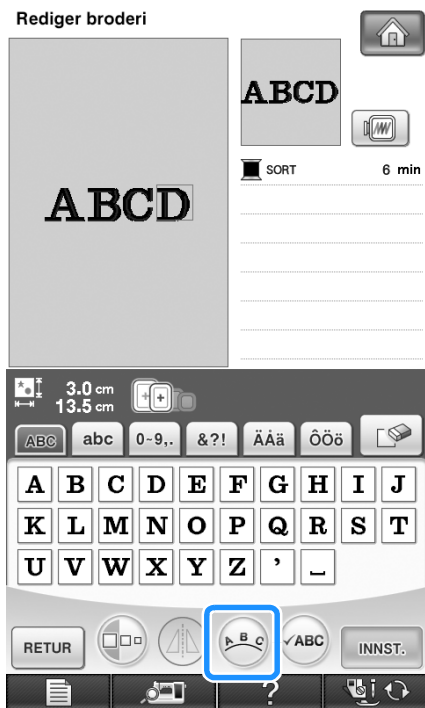 Rediger broderi
ABCD
ABCD
SORT 6 min
3.0 cm
13.5 cm
ABC abc 0~9,. &?! ÄÅä ÔÖö
A B C D E F G H I J
K L M N O P Q R S T
U V W X Y Z ’ _
RETUR A B C ✓ABC INNST.
?